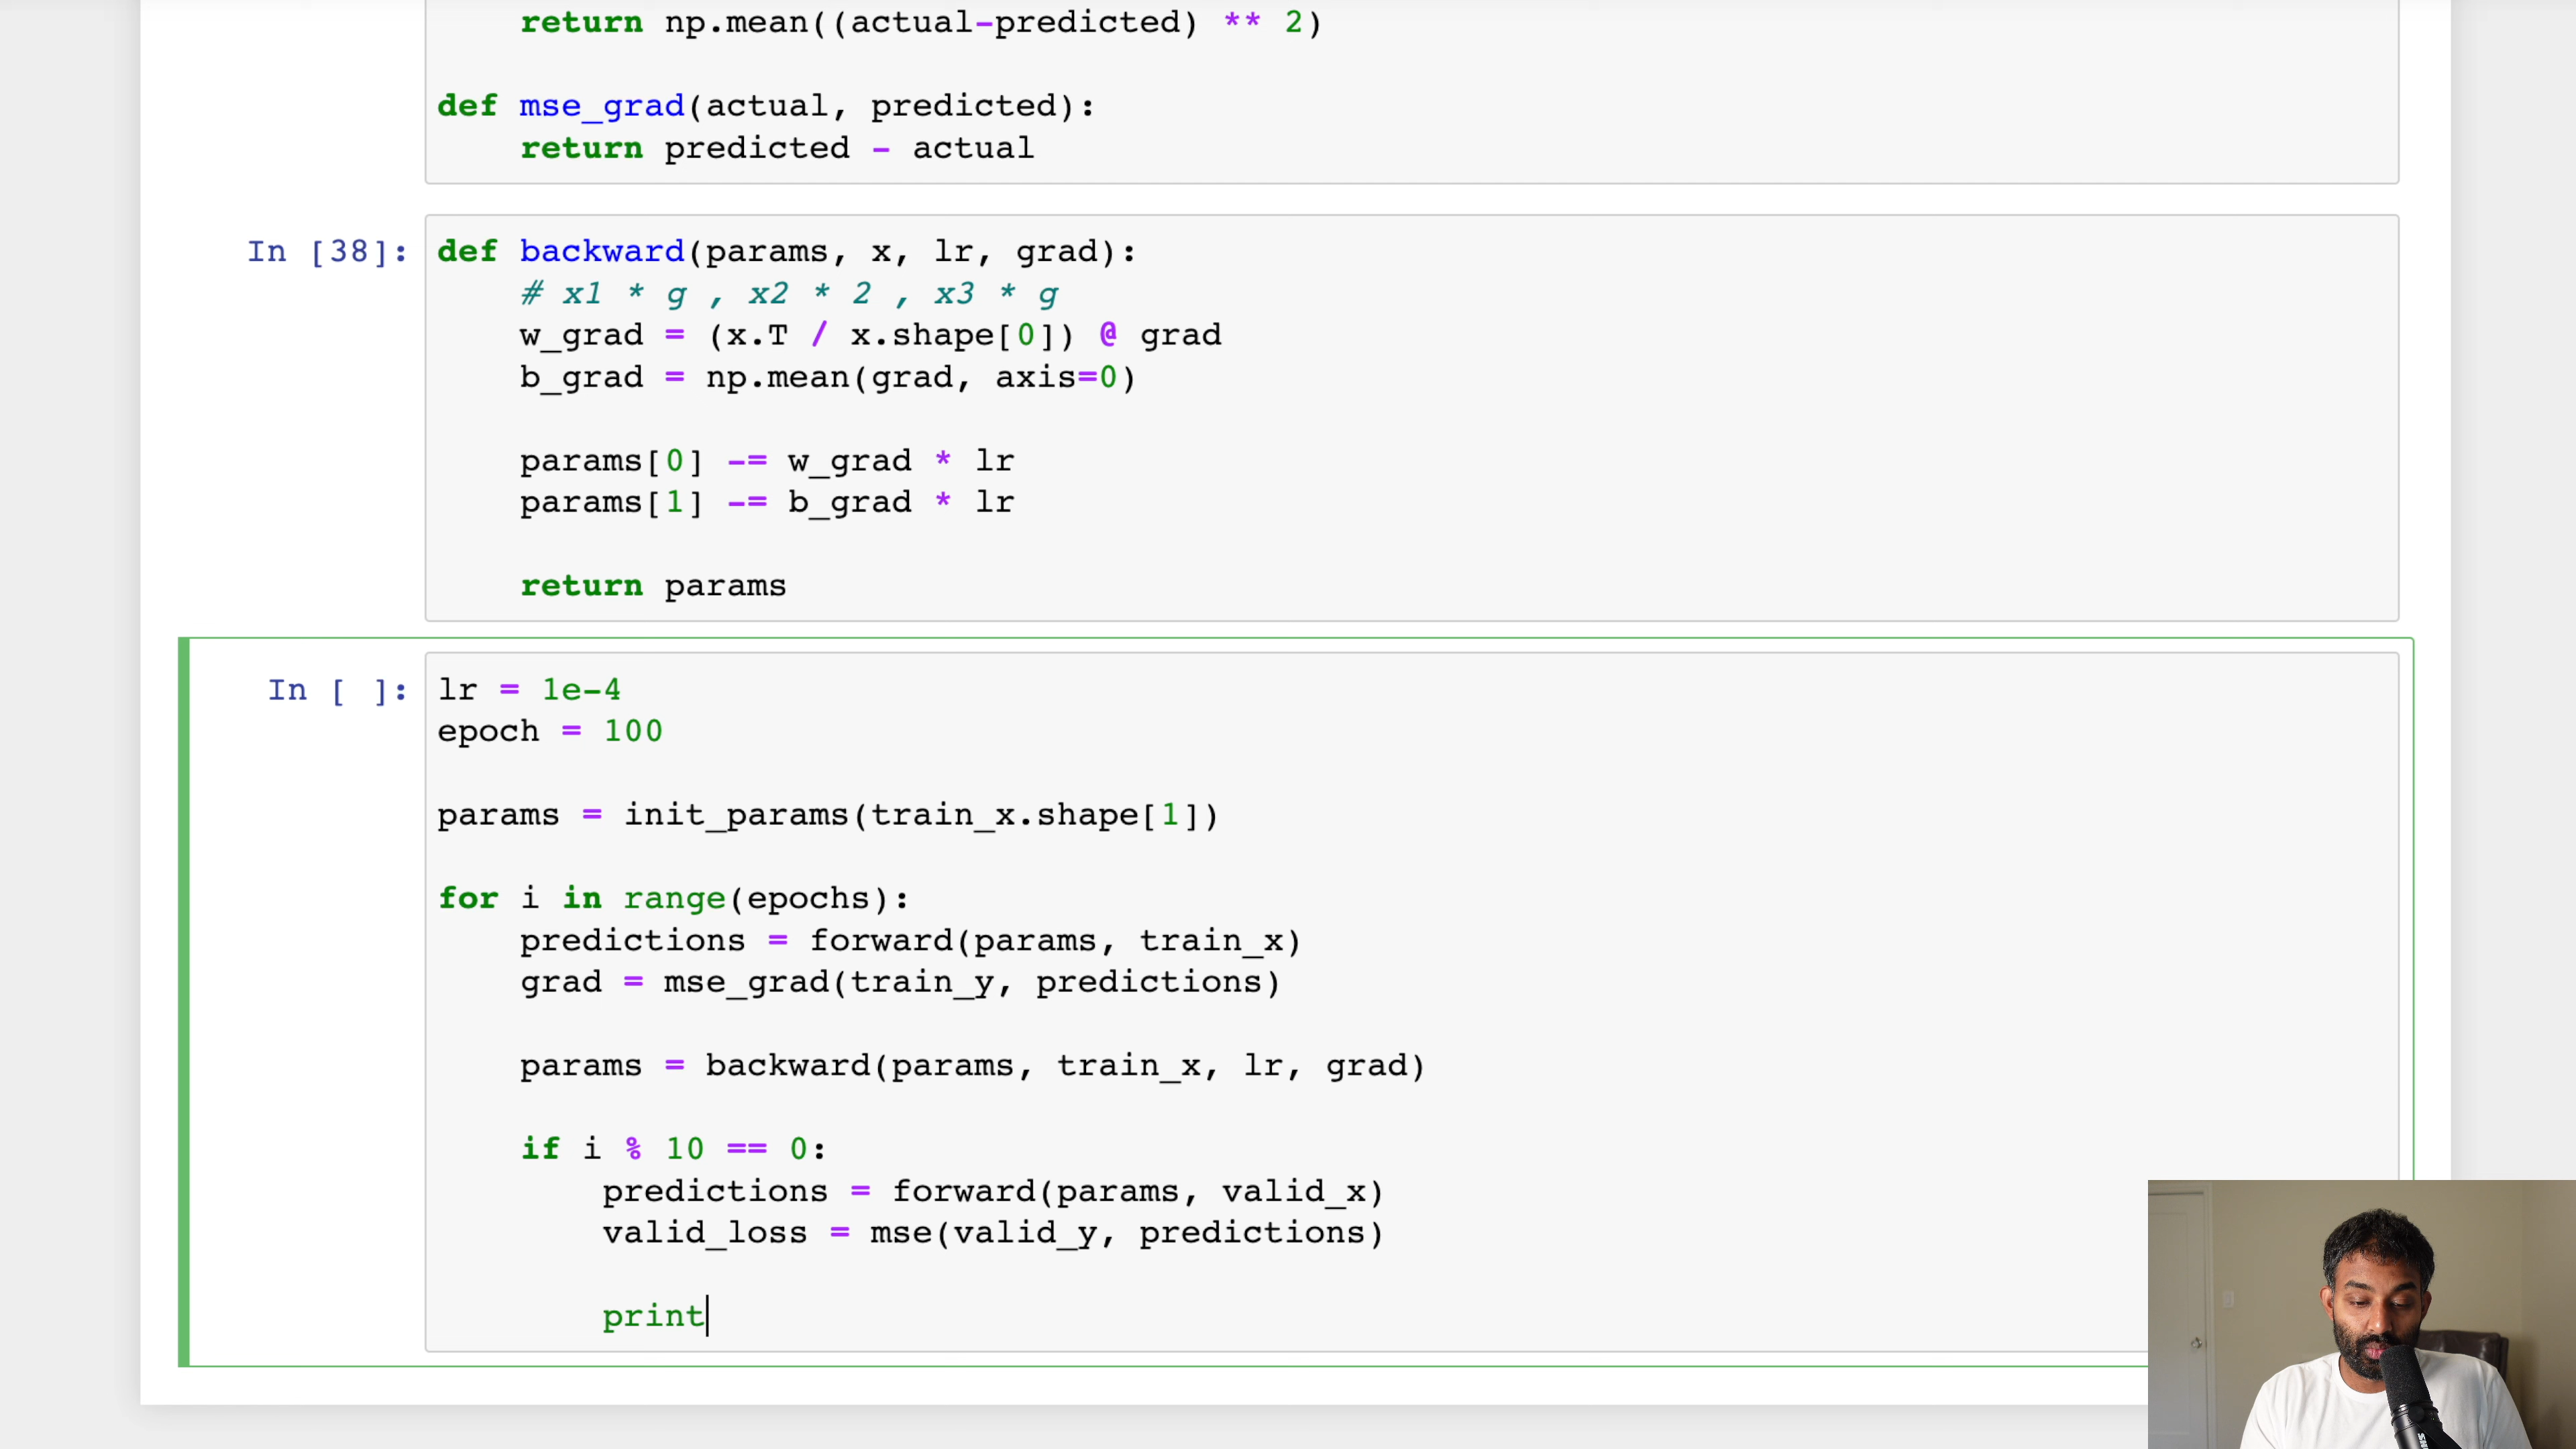 return np.mean((actual-predicted) ** 2)
def mse_grad(actual, predicted):
    return predicted - actual
In [38]: def backward(params, x, lr, grad):
    # x1 * g , x2 * 2 , x3 * g
    w_grad = (x.T / x.shape[0]) @ grad
    b_grad = np.mean(grad, axis=0)
    params[0] -= w_grad * lr
    params[1] -= b_grad * lr
    return params
In [ ]: lr = 1e-4
epoch = 100
params = init_params(train_x.shape[1])
for i in range(epochs):
    predictions = forward(params, train_x)
    grad = mse_grad(train_y, predictions)
    params = backward(params, train_x, lr, grad)
    if i % 10 == 0:
        predictions = forward(params, valid_x)
        valid_loss = mse(valid_y, predictions)
        print